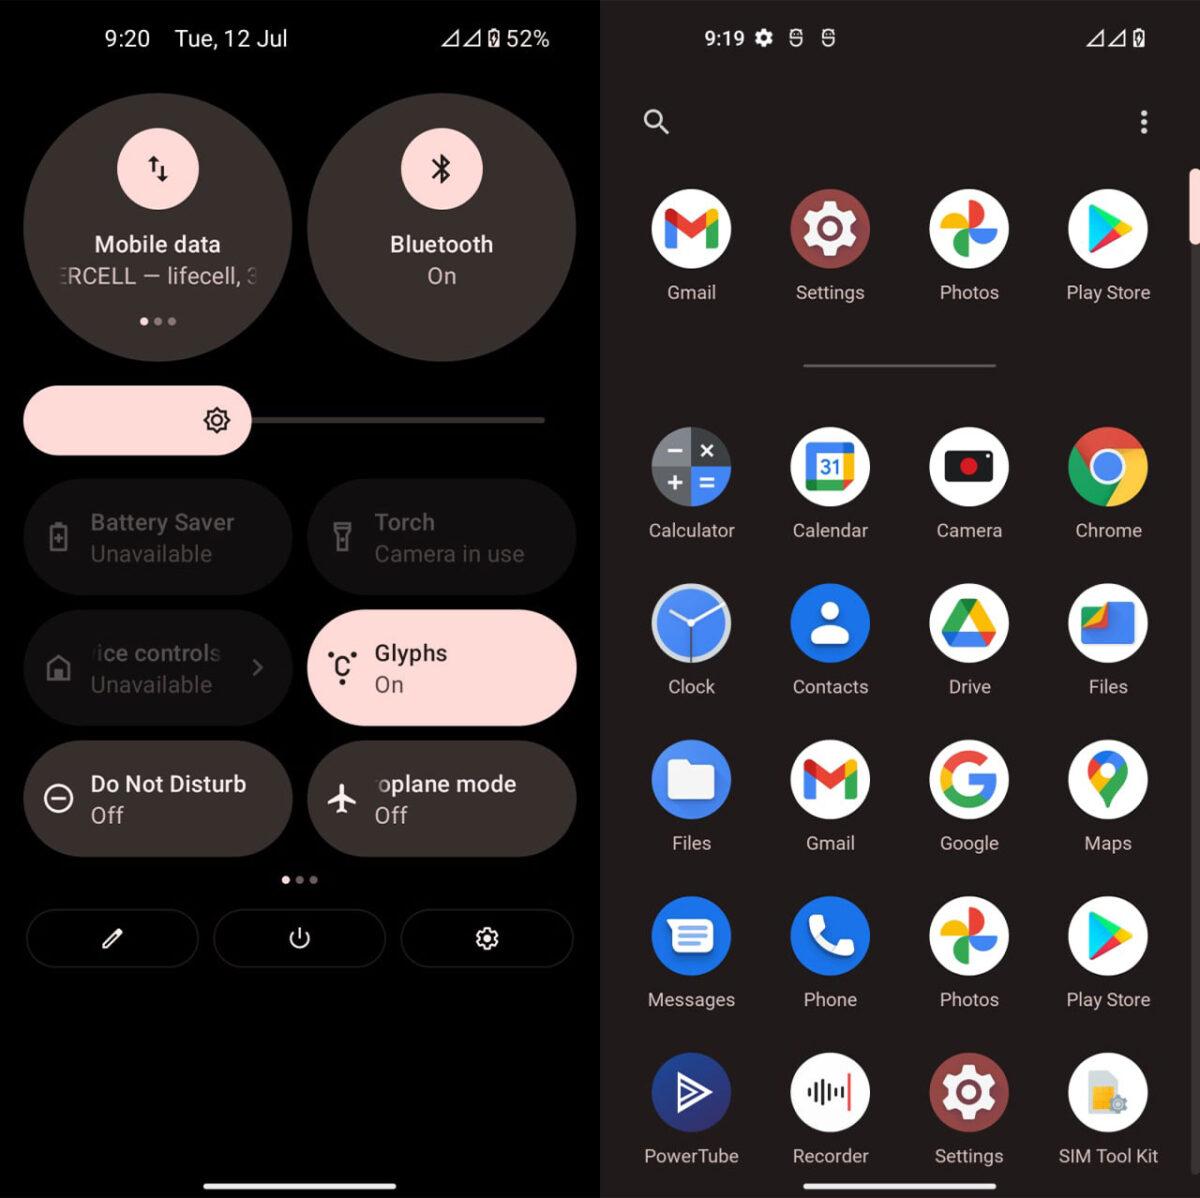 9:20 Tue, 12 Jul 52%
Mobile data
RCELL — lifecell,
Bluetooth
On
Battery Saver
Unavailable
Torch
Camera in use
ice controls
Unavailable
Glyphs
On
Do Not Disturb
Off
oplane mode
Off
9:19
Gmail Settings Photos Play Store
31
Calculator Calendar Camera Chrome
Clock Contacts Drive Files
Files Gmail Google Maps
Messages Phone Photos Play Store
PowerTube Recorder Settings SIM Tool Kit